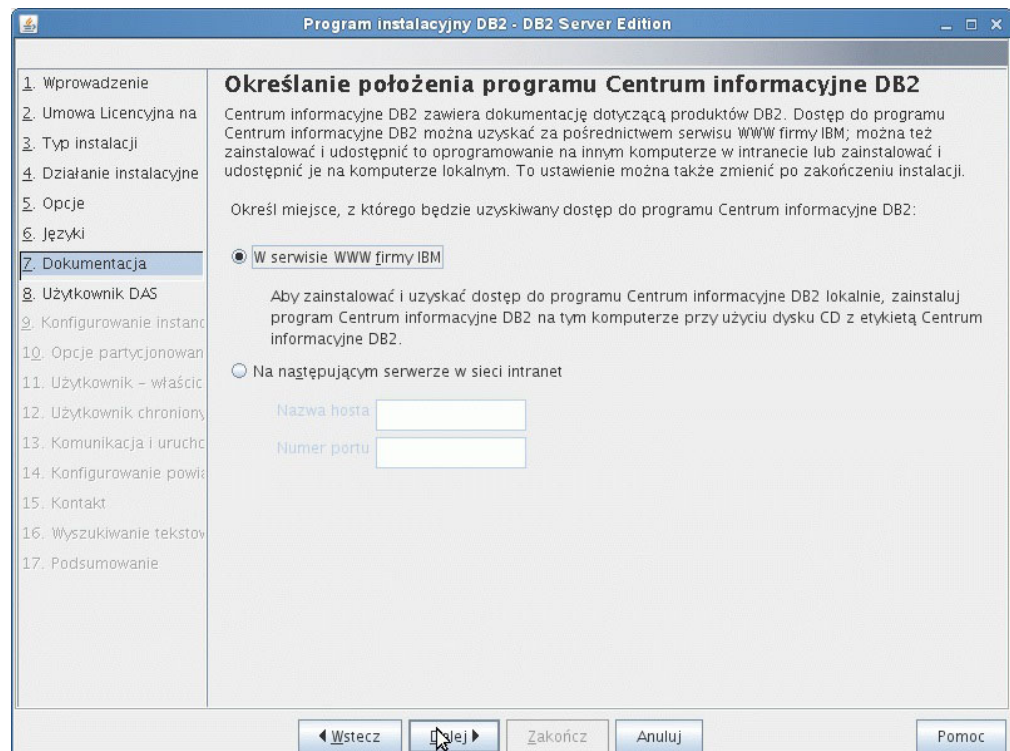 Program instalacyjny DB2 - DB2 Server Edition
1. Wprowadzenie
2. Umowa Licencyjna na
3. Typ instalacji
4. Działanie instalacyjne
5. Opcje
6. Języki
7. Dokumentacja
8. Użytkownik DAS
9. Konfigurowanie instanc
10. Opcje partycjonowan
11. Użytkownik – właścic
12. Użytkownik chroniony
13. Komunikacja i urucho
14. Konfigurowanie powia
15. Kontakt
16. Wyszukiwanie tekstow
17. Podsumowanie
Określanie położenia programu Centrum informacyjne DB2
Centrum informacyjne DB2 zawiera dokumentację dotyczącą produktów DB2. Dostęp do programu
Centrum informacyjne DB2 można uzyskać za pośrednictwem serwisu WWW firmy IBM; można też
zainstalować i udostępnić to oprogramowanie na innym komputerze w intranecie lub zainstalować i
udostępnić je na komputerze lokalnym. To ustawienie można także zmienić po zakończeniu instalacji.
Określ miejsce, z którego będzie uzyskiwany dostęp do programu Centrum informacyjne DB2:
W serwisie WWW firmy IBM
Aby zainstalować i uzyskać dostęp do programu Centrum informacyjne DB2 lokalnie, zainstaluj
program Centrum informacyjne DB2 na tym komputerze przy użyciu dysku CD z etykietą Centrum
informacyjne DB2.
Na następującym serwerze w sieci intranet
Nazwa hosta
Numer portu
Wstecz
Dalej
Zakończ
Anuluj
Pomoc